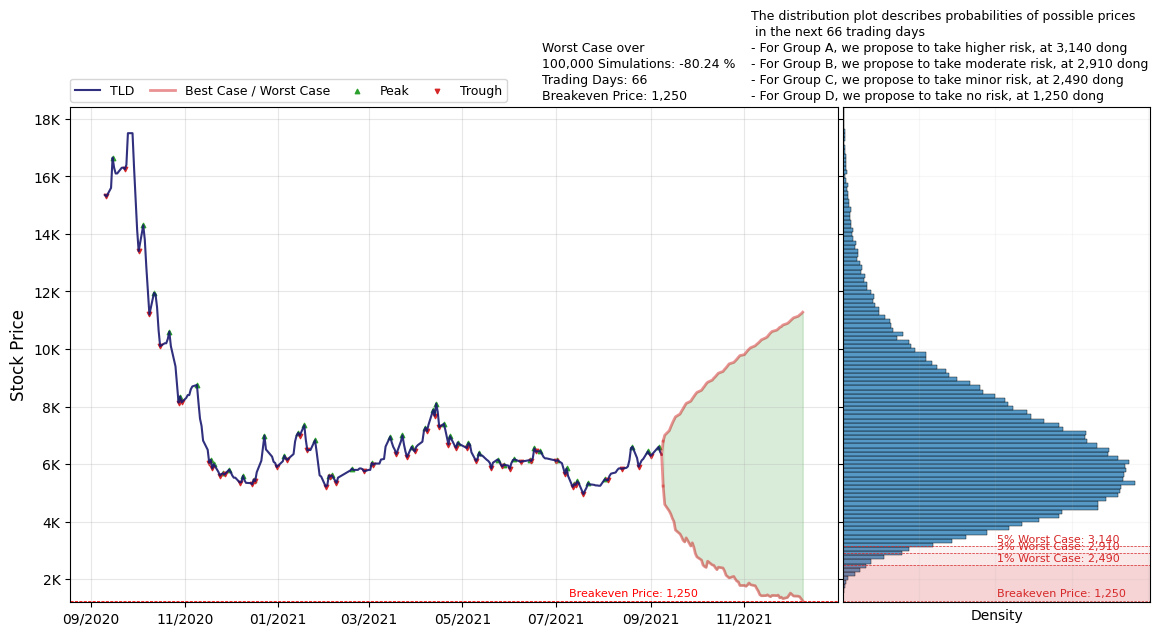 The distribution plot describes probabilities of possible prices
in the next 66 trading days
- For Group A, we propose to take higher risk, at 3,140 dong
- For Group B, we propose to take moderate risk, at 2,910 dong
- For Group C, we propose to take minor risk, at 2,490 dong
- For Group D, we propose to take no risk, at 1,250 dong
Worst Case over
100,000 Simulations: -80.24 %
Trading Days: 66
Breakeven Price: 1,250
TLD
Best Case / Worst Case
Peak
Trough
Stock Price
18K
16K
14K
12K
10K
8K
6K
4K
2K
09/2020
11/2020
01/2021
03/2021
05/2021
07/2021
09/2021
11/2021
Breakeven Price: 1,250
5% Worst Case: 3,140
3% Worst Case: 2,910
1% Worst Case: 2,490
Breakeven Price: 1,250
Density